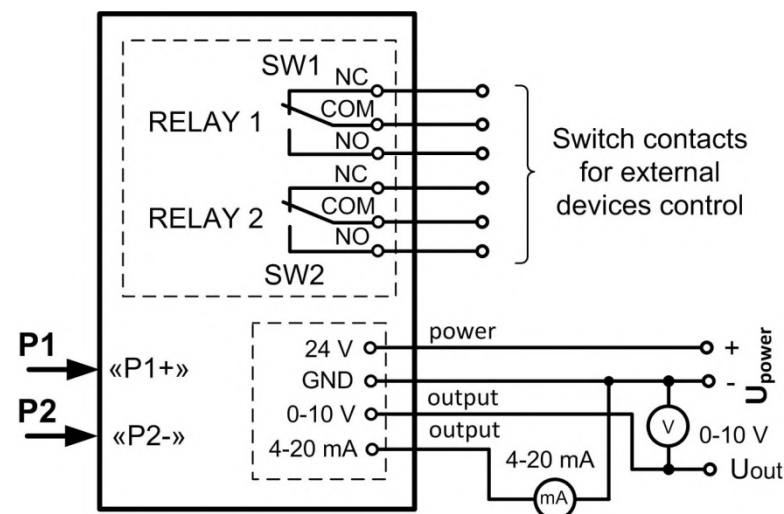 SW1
NC
COM
RELAY 1
NO
NC
COM
RELAY 2
NO
SW2
Switch contacts
for external
devices control
P1
«P1+»
P2
«P2-»
24 V
power
+
GND
-
Upower
0-10 V
output
4-20 mA
output
V
0-10 V
4-20 mA
mA
Uout